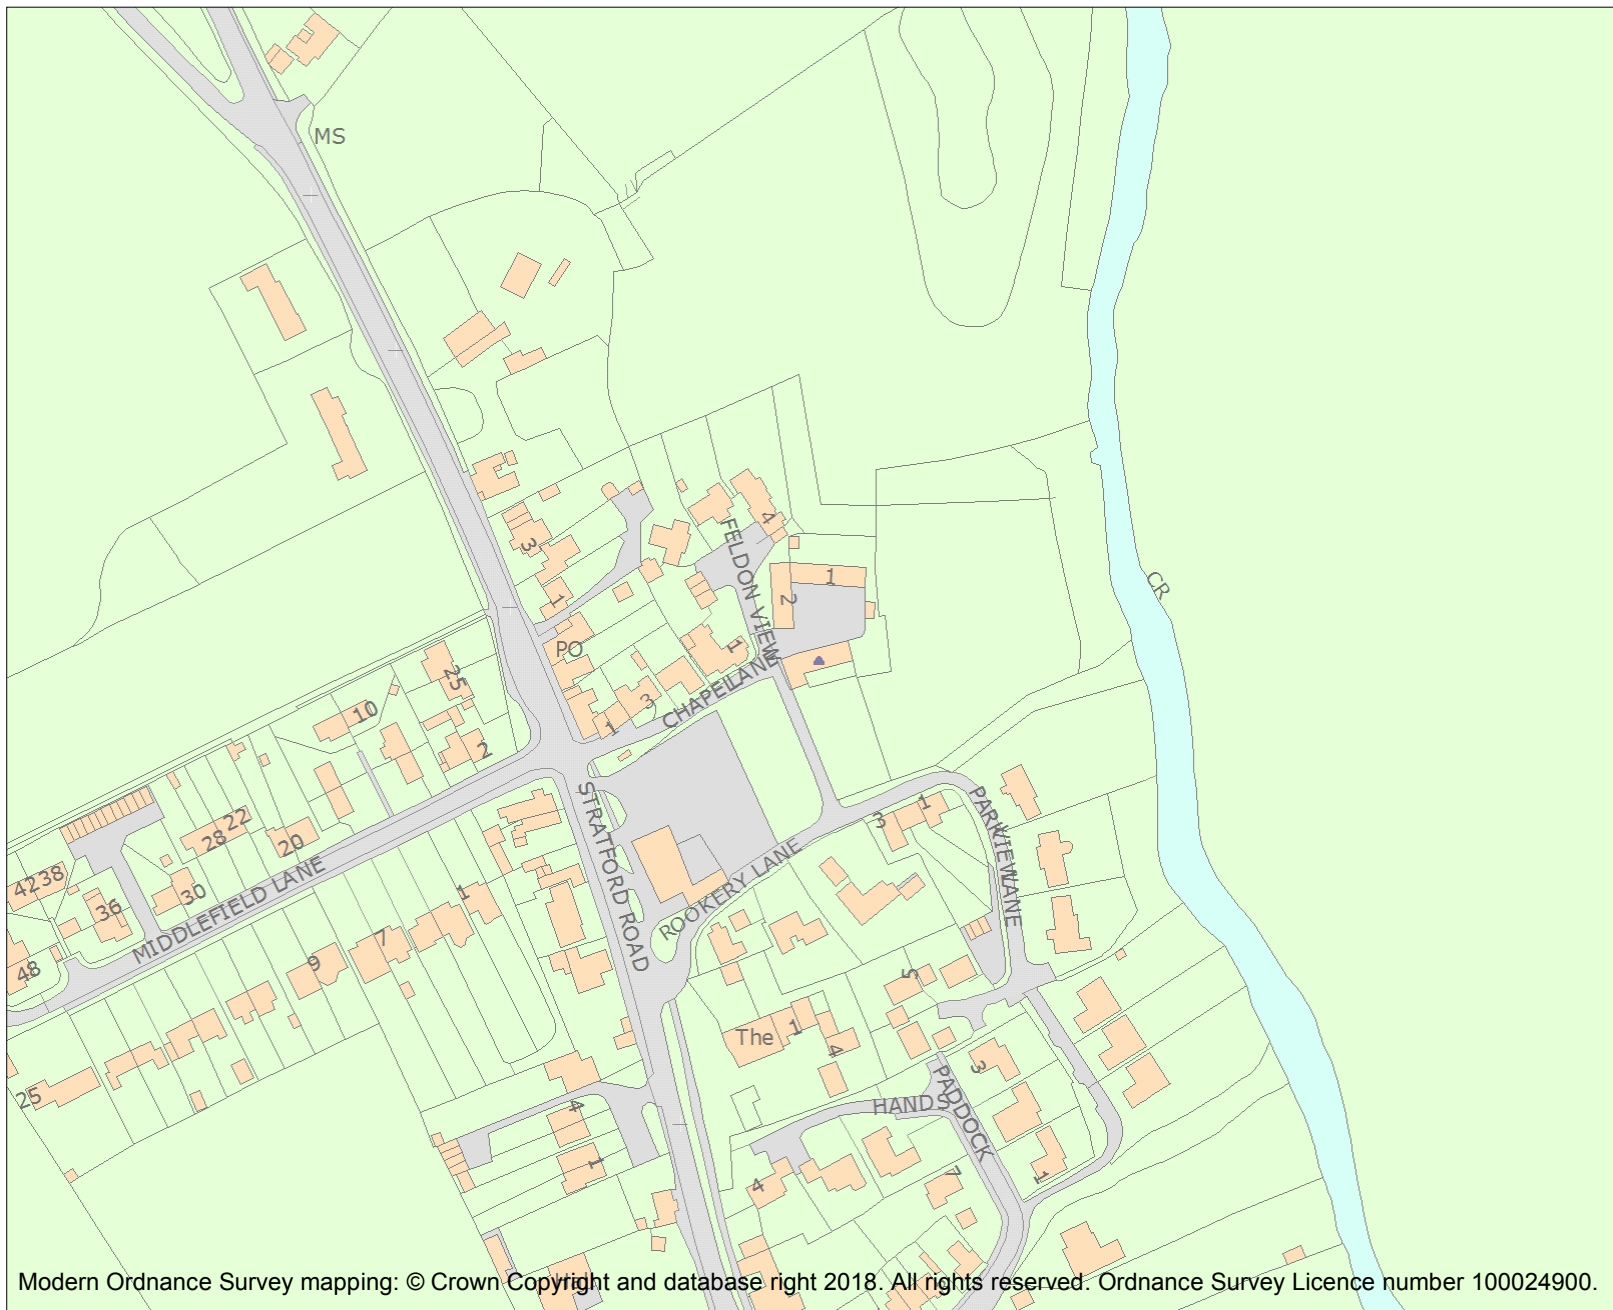 MS
4
FELDON VIEW
3
1
2
CR
1
PO
1
25
3
CHAPEL LANE
10
1
2
STRATFORD ROAD
PARKVIEW LANE
1
3
22
28
20
ROOKERY LANE
4238
30
1
36
MIDDLEFIELD LANE
7
9
48
5
The
1
4
3
25
4
HANDS
PADDOCK
1
1
7
4
Modern Ordnance Survey mapping: © Crown Copyright and database right 2018. All rights reserved. Ordnance Survey Licence number 100024900.